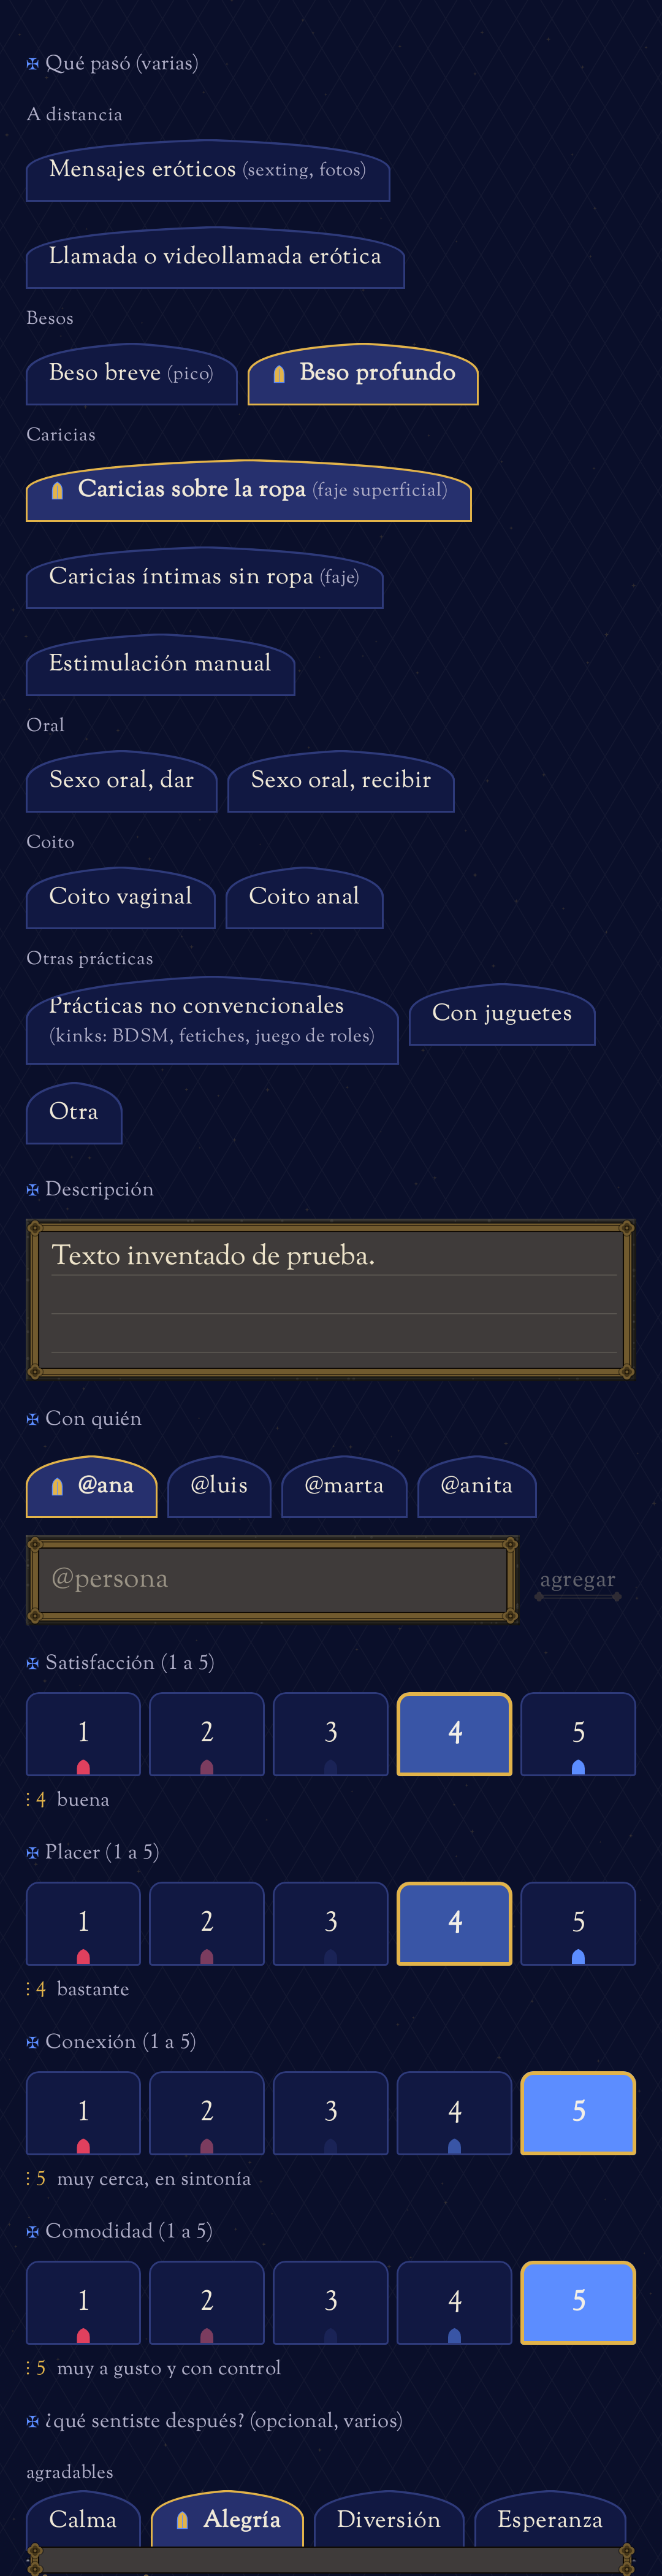 ✠ Qué pasó (varias)
A distancia
Mensajes eróticos (sexting, fotos)
Llamada o videollamada erótica
Besos
Beso breve (pico) Beso profundo
Caricias
Caricias sobre la ropa (faje superficial)
Caricias íntimas sin ropa (faje)
Estimulación manual
Oral
Sexo oral, dar Sexo oral, recibir
Coito
Coito vaginal Coito anal
Otras prácticas
Prácticas no convencionales
(kinks: BDSM, fetiches, juego de roles) Con juguetes
Otra
✠ Descripción
Texto inventado de prueba.
✠ Con quién
@ana @luis @marta @anita
@persona agregar
✠ Satisfacción (1 a 5)
1 2 3 4 5
⁝ 4 buena
✠ Placer (1 a 5)
1 2 3 4 5
⁝ 4 bastante
✠ Conexión (1 a 5)
1 2 3 4 5
⁝ 5 muy cerca, en sintonía
✠ Comodidad (1 a 5)
1 2 3 4 5
⁝ 5 muy a gusto y con control
✠ ¿qué sentiste después? (opcional, varios)
agradables
Calma Alegría Diversión Esperanza